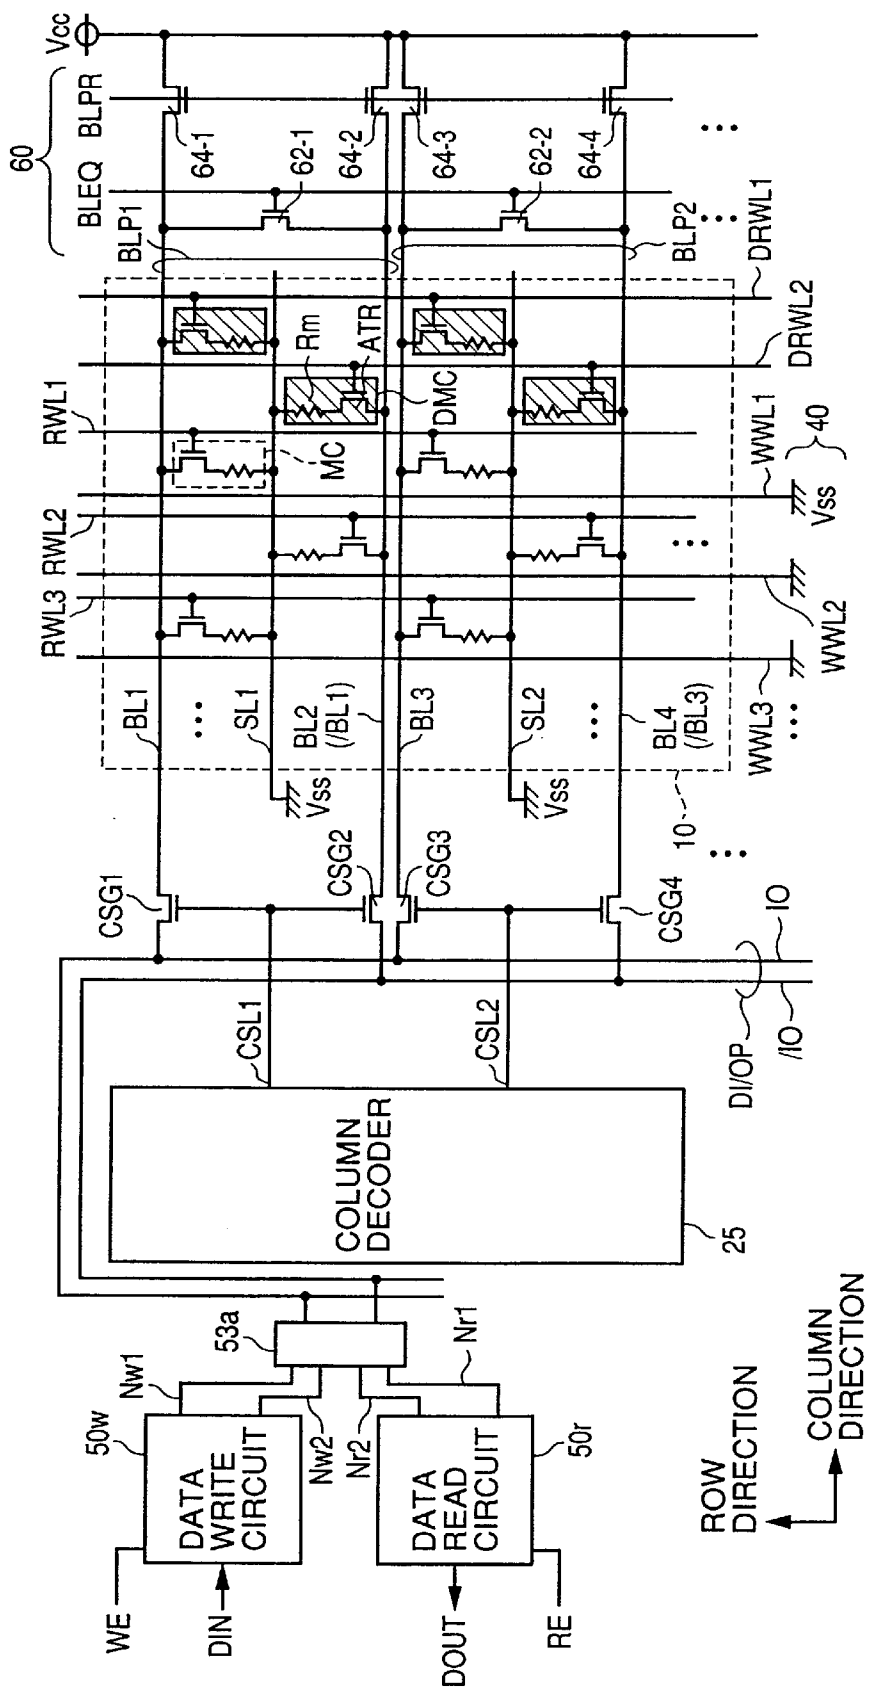 Vcc
60
BLEQ BLPR
64-1
62-1
64-2
64-3
62-2
64-4
BLP1
BLP2
DRWL1
DRWL2
Rm
ATR
DMC
MC
RWL1
RWL2
RWL3
WWL1
40
Vss
WWL2
WWL3
BL1
SL1
BL2
(/BL1)
BL3
SL2
BL4
(/BL3)
Vss
Vss
10
CSG1
CSG2
CSG3
CSG4
IO
/IO
DI/OP
CSL1
CSL2
COLUMN
DECODER
25
53a
Nw1
Nw2
Nr2
Nr1
50w
DATA
WRITE
CIRCUIT
50r
DATA
READ
CIRCUIT
WE
DIN
DOUT
RE
ROW
DIRECTION
COLUMN
DIRECTION